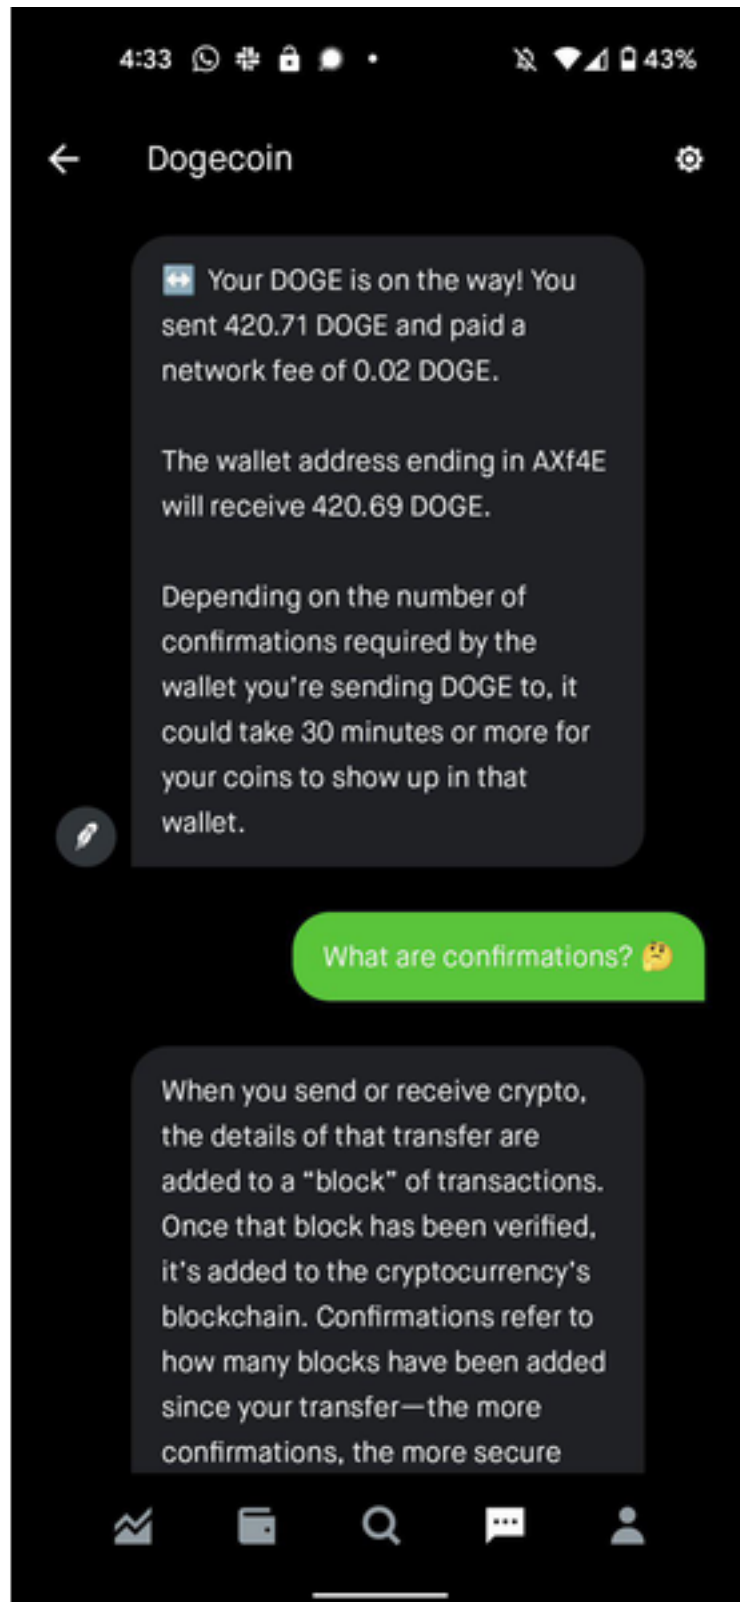 4:33 43%
Dogecoin
↔️ Your DOGE is on the way! You
sent 420.71 DOGE and paid a
network fee of 0.02 DOGE.
The wallet address ending in AXf4E
will receive 420.69 DOGE.
Depending on the number of
confirmations required by the
wallet you're sending DOGE to, it
could take 30 minutes or more for
your coins to show up in that
wallet.
What are confirmations? 🤔
When you send or receive crypto,
the details of that transfer are
added to a “block” of transactions.
Once that block has been verified,
it's added to the cryptocurrency's
blockchain. Confirmations refer to
how many blocks have been added
since your transfer—the more
confirmations, the more secure